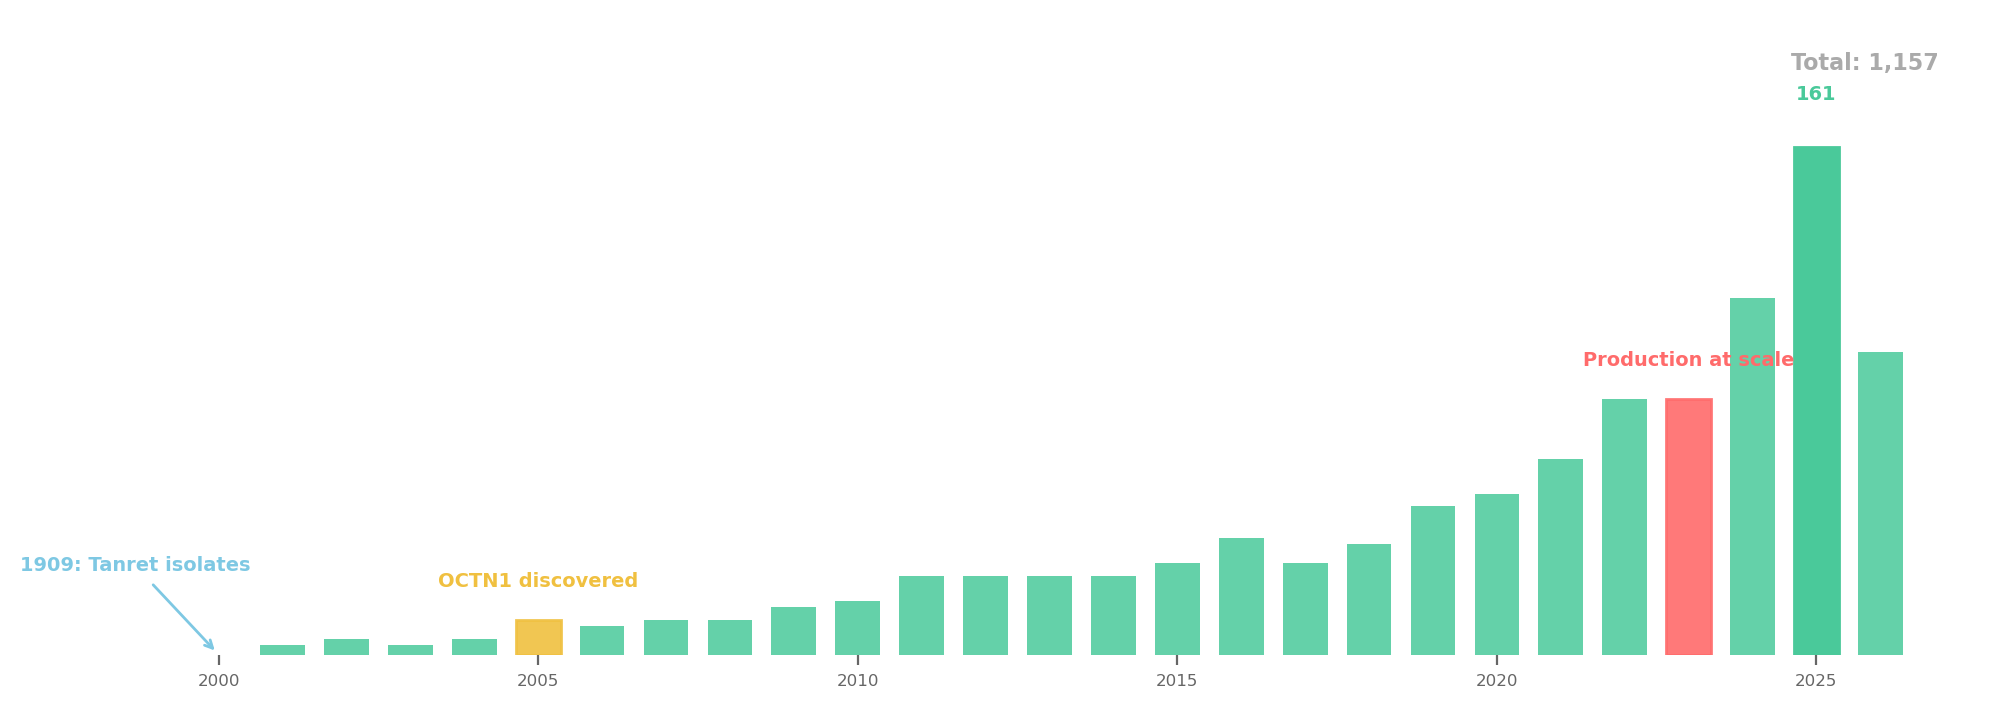 Total: 1,157
161
Production at scale
1909: Tanret isolates
OCTN1 discovered
2000
2005
2010
2015
2020
2025